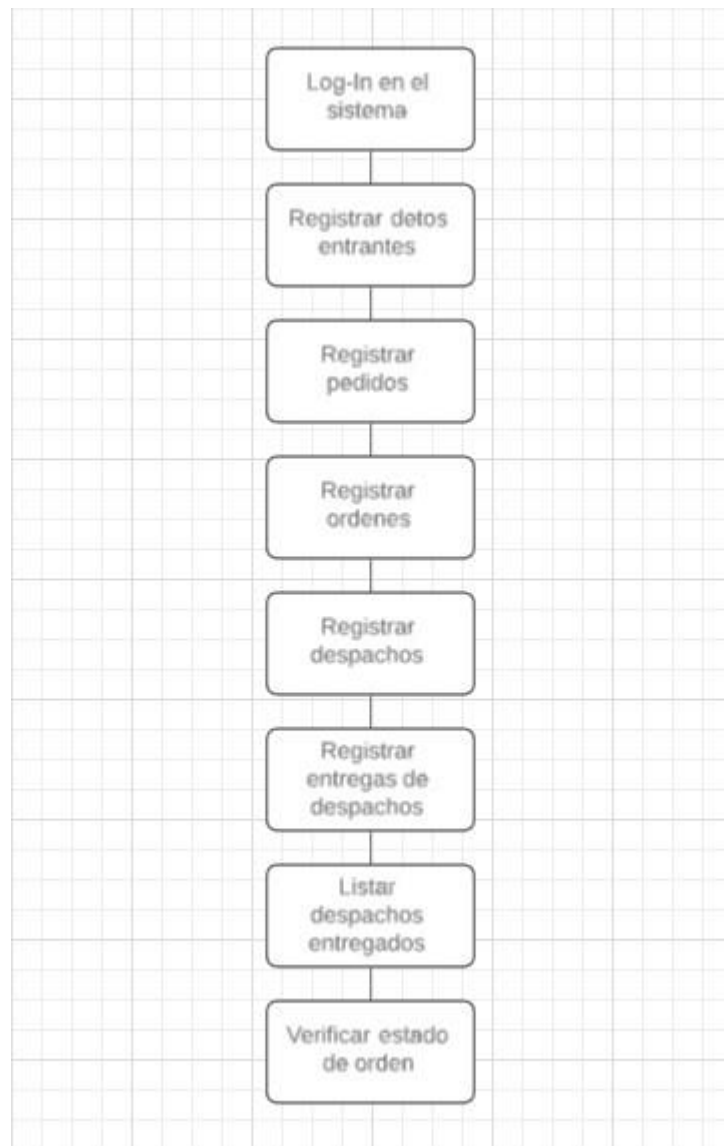 Log-In en el
sistema
Registrar detos
entrantes
Registrar
pedidos
Registrar
ordenes
Registrar
despachos
Registrar
entregas de
despachos
Listar
despachos
entregados
Verificar estado
de orden